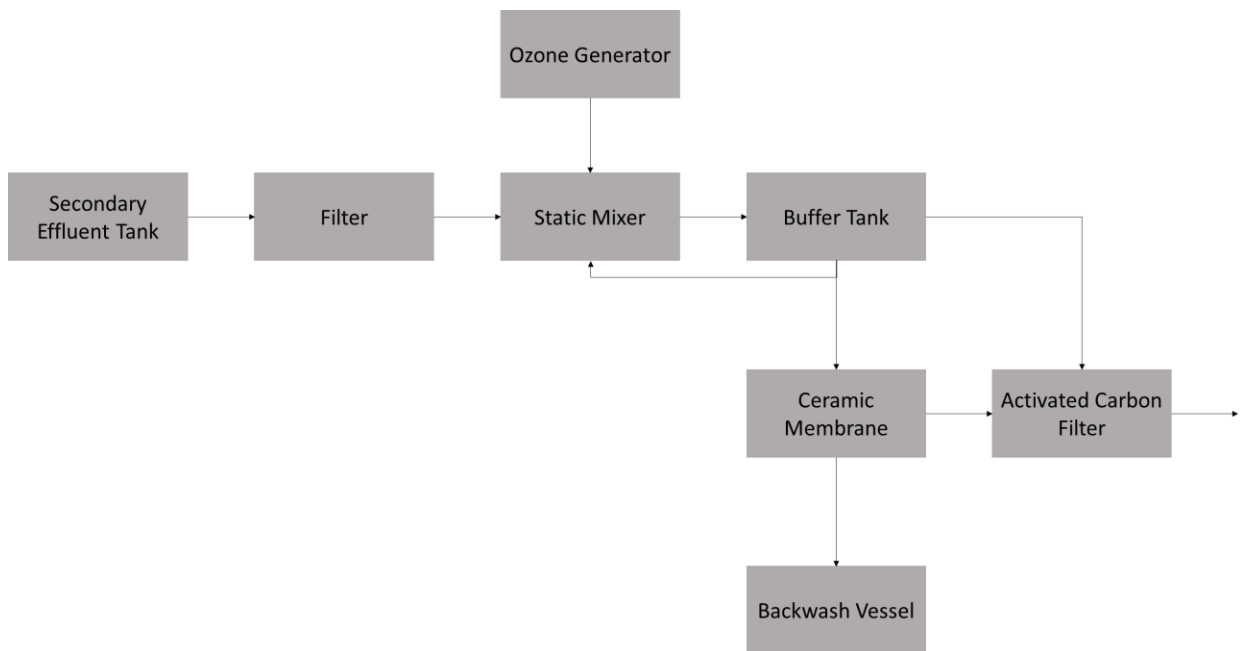 Ozone Generator
Secondary
Effluent Tank
Filter
Static Mixer
Buffer Tank
Ceramic
Membrane
Activated Carbon
Filter
Backwash Vessel